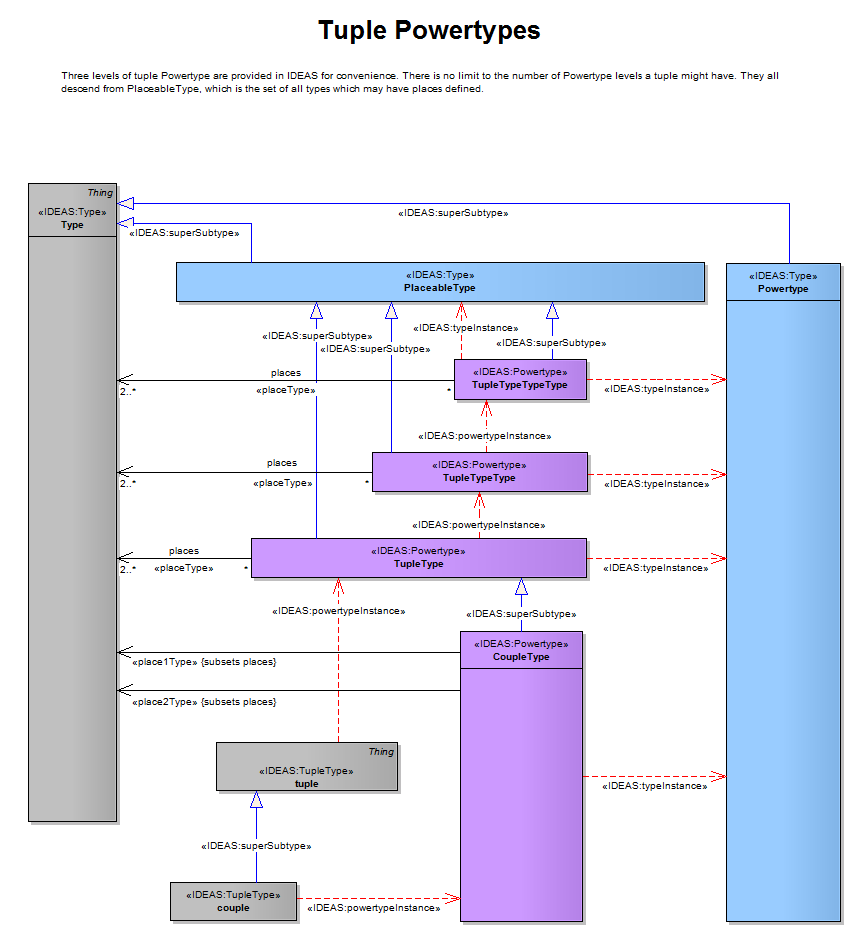 Tuple Powertypes
Three levels of tuple Powertype are provided in IDEAS for convenience. There is no limit to the number of Powertype levels a tuple might have. They all
descend from PlaceableType, which is the set of all types which may have places defined.
Thing
«IDEAS:Type»
Type
«IDEAS:superSubtype»
«IDEAS:superSubtype»
«IDEAS:Type»
PlaceableType
«IDEAS:Type»
Powertype
«IDEAS:superSubtype»
«IDEAS:superSubtype»
«IDEAS:typeInstance»
«IDEAS:superSubtype»
places
«placeType»
2..*
*
«IDEAS:Powertype»
TupleTypeTypeType
«IDEAS:typeInstance»
«IDEAS:powertypeInstance»
places
«placeType»
2..*
*
«IDEAS:Powertype»
TupleTypeType
«IDEAS:typeInstance»
«IDEAS:powertypeInstance»
places
«placeType»
2..*
*
«IDEAS:Powertype»
TupleType
«IDEAS:typeInstance»
«IDEAS:powertypeInstance»
«IDEAS:superSubtype»
«IDEAS:Powertype»
CoupleType
«place1Type» {subsets places}
«place2Type» {subsets places}
Thing
«IDEAS:TupleType»
tuple
«IDEAS:typeInstance»
«IDEAS:superSubtype»
«IDEAS:TupleType»
couple
«IDEAS:powertypeInstance»